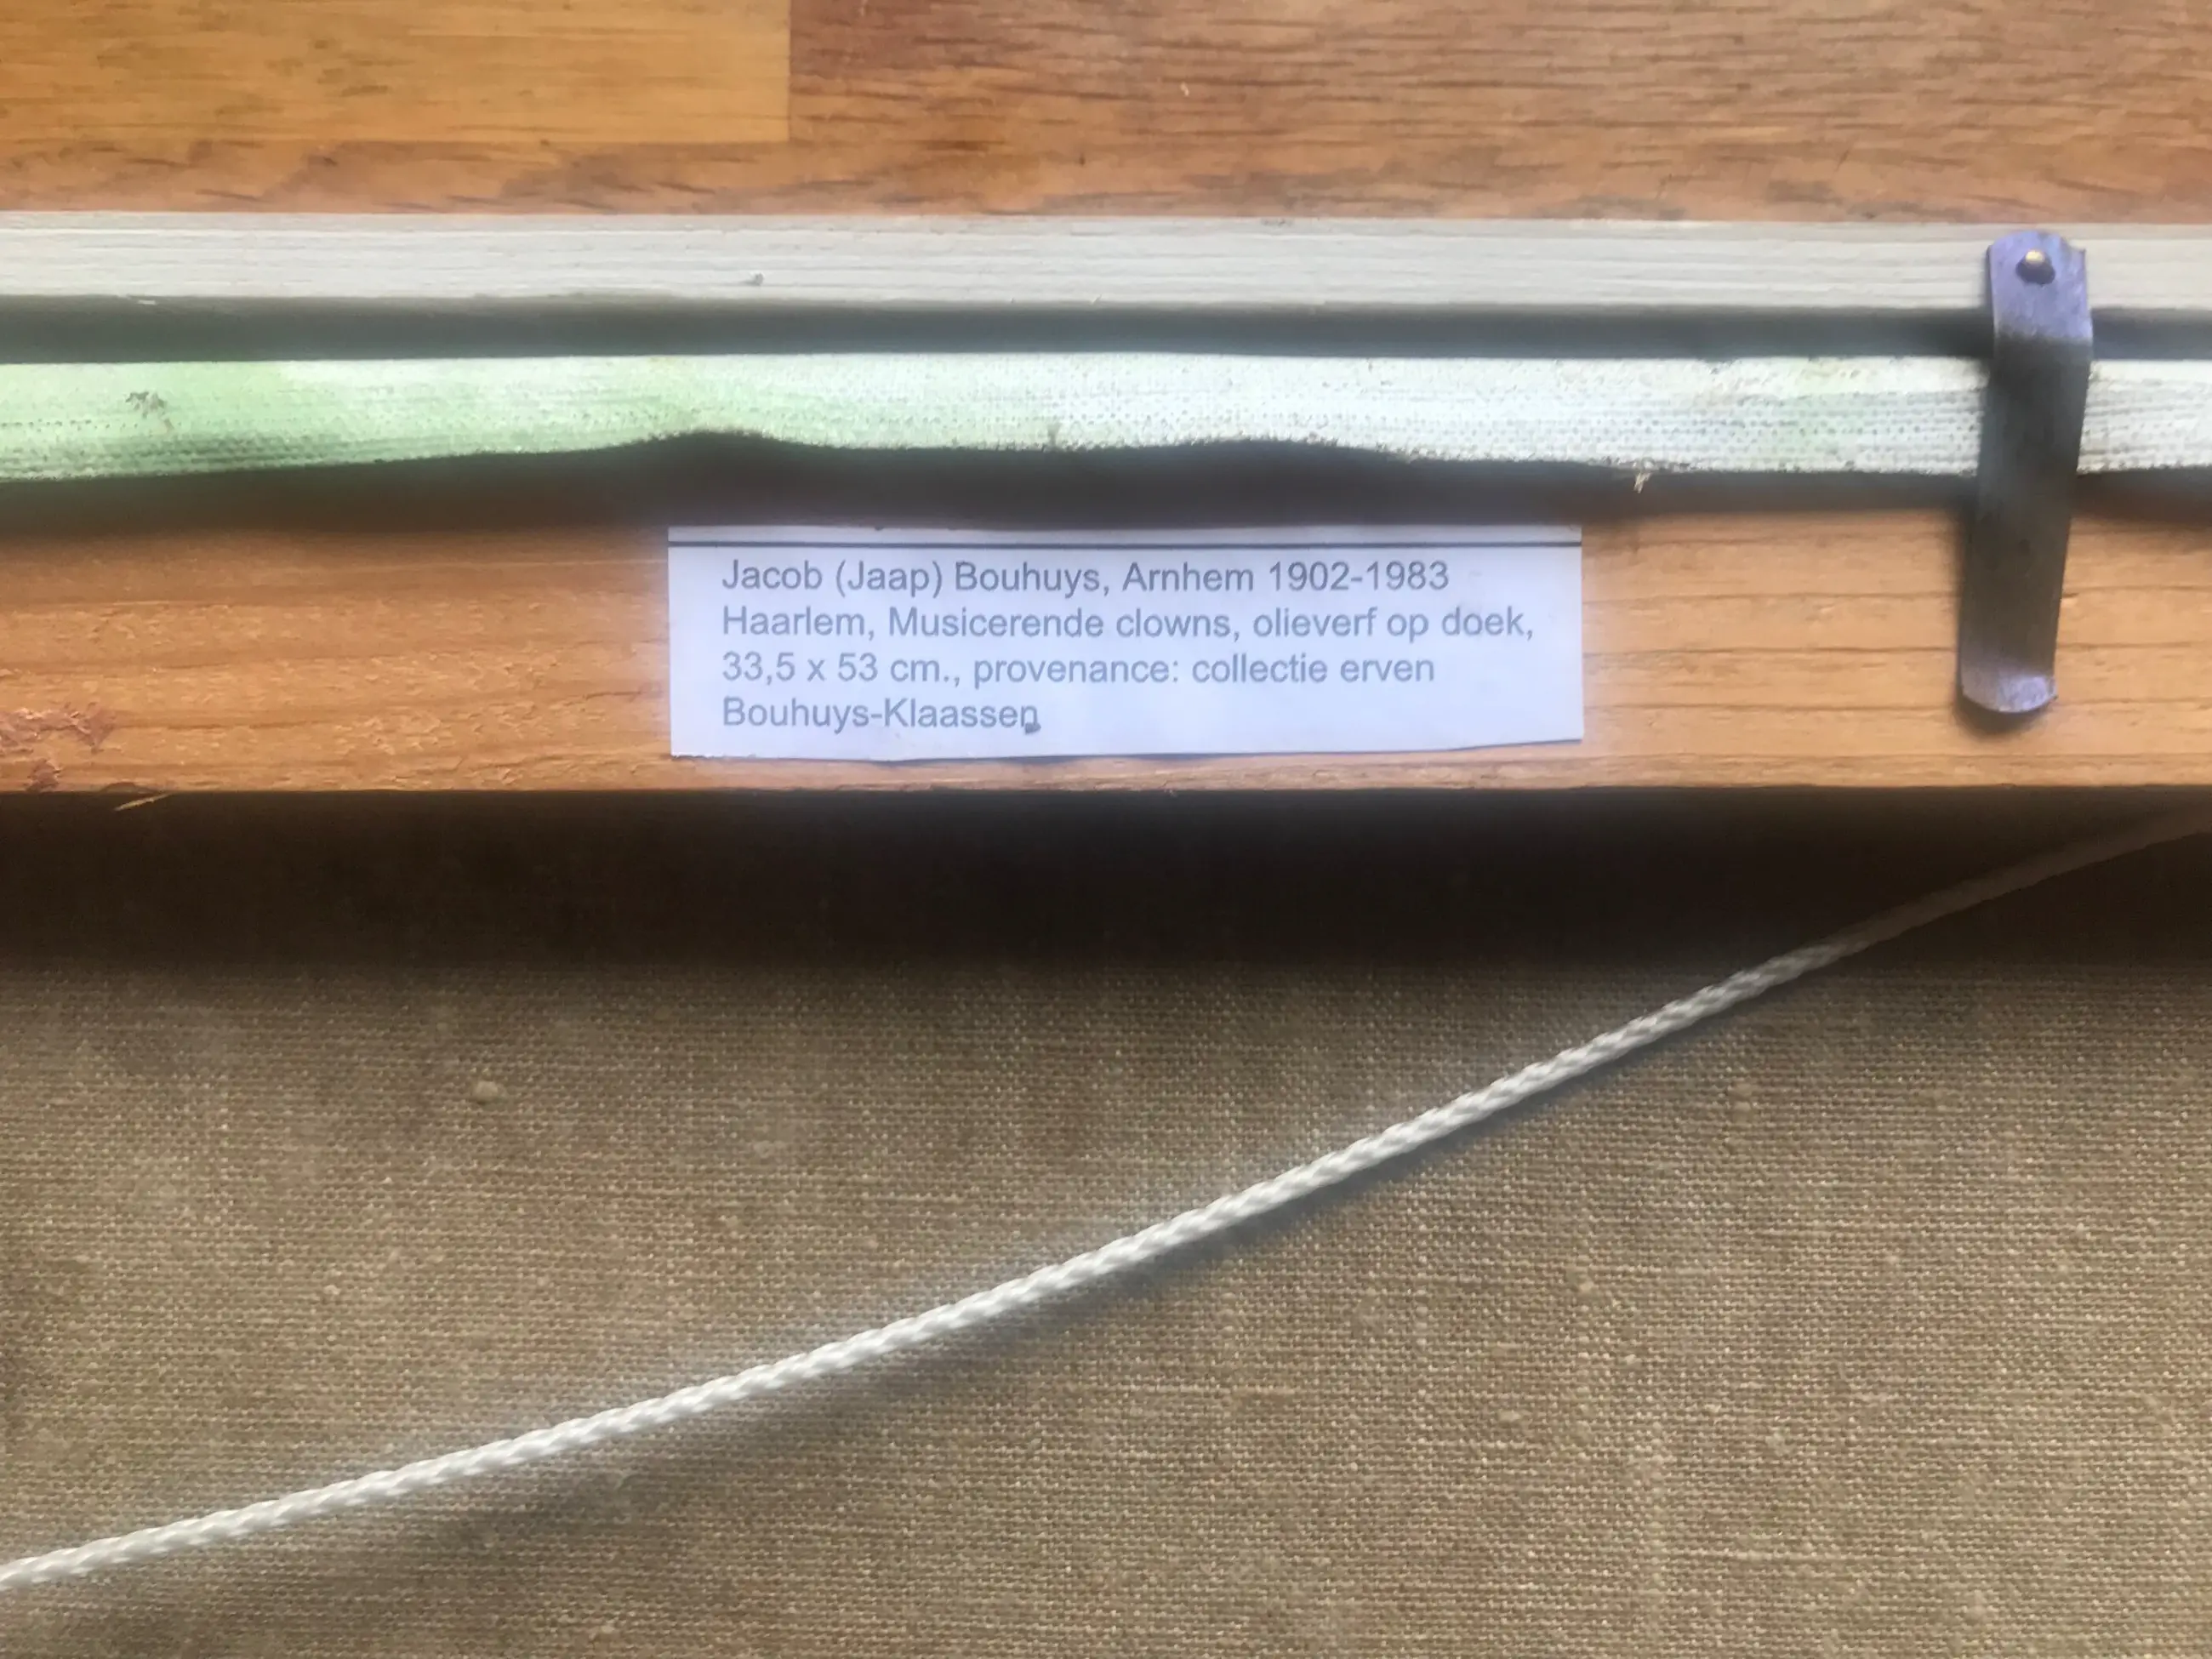 Jacob (Jaap) Bouhuys, Arnhem 1902-1983
Haarlem, Musicerende clowns, olieverf op doek,
33,5 x 53 cm., provenance: collectie erven
Bouhuys-Klaassen